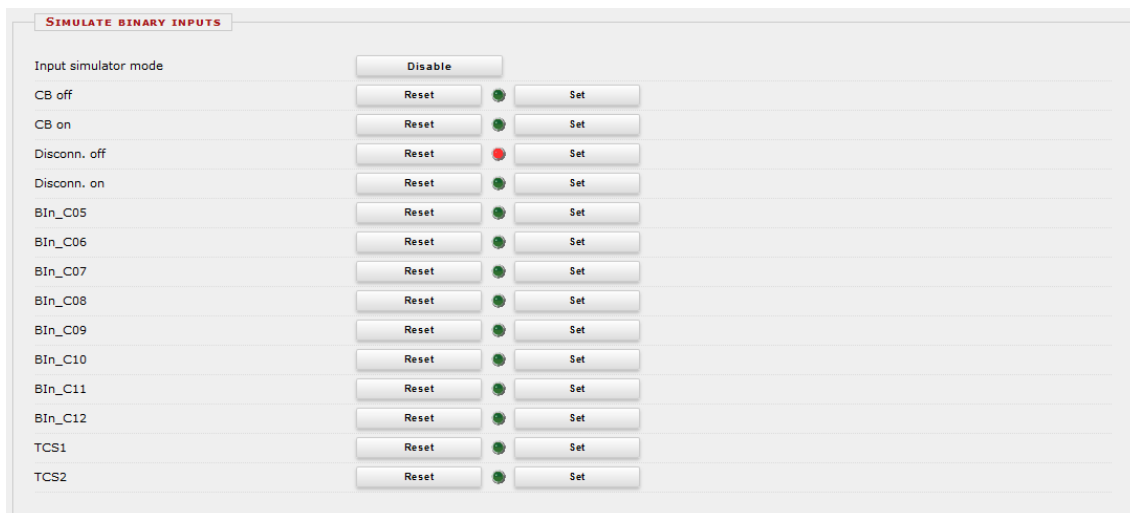 SIMULATE BINARY INPUTS
Input simulator mode Disable
CB off Reset Set
CB on Reset Set
Disconn. off Reset Set
Disconn. on Reset Set
BIn_C05 Reset Set
BIn_C06 Reset Set
BIn_C07 Reset Set
BIn_C08 Reset Set
BIn_C09 Reset Set
BIn_C10 Reset Set
BIn_C11 Reset Set
BIn_C12 Reset Set
TCS1 Reset Set
TCS2 Reset Set